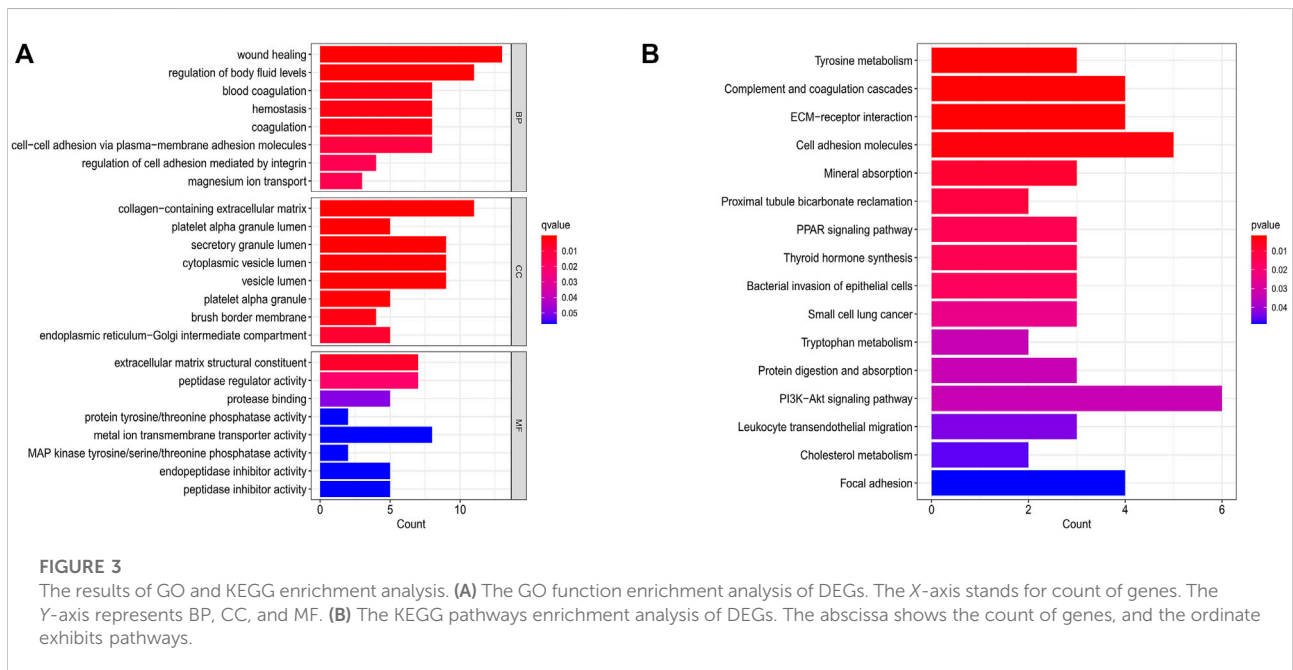 A
wound healing
regulation of body fluid levels
blood coagulation
hemostasis
coagulation
cell−cell adhesion via plasma−membrane adhesion molecules
regulation of cell adhesion mediated by integrin
magnesium ion transport
BP
collagen−containing extracellular matrix
platelet alpha granule lumen
secretory granule lumen
cytoplasmic vesicle lumen
vesicle lumen
platelet alpha granule
brush border membrane
endoplasmic reticulum−Golgi intermediate compartment
CC
extracellular matrix structural constituent
peptidase regulator activity
protease binding
protein tyrosine/threonine phosphatase activity
metal ion transmembrane transporter activity
MAP kinase tyrosine/serine/threonine phosphatase activity
endopeptidase inhibitor activity
peptidase inhibitor activity
MF
0 5 10
Count
qvalue
0.01
0.02
0.03
0.04
0.05
B
Tyrosine metabolism
Complement and coagulation cascades
ECM−receptor interaction
Cell adhesion molecules
Mineral absorption
Proximal tubule bicarbonate reclamation
PPAR signaling pathway
Thyroid hormone synthesis
Bacterial invasion of epithelial cells
Small cell lung cancer
Tryptophan metabolism
Protein digestion and absorption
PI3K−Akt signaling pathway
Leukocyte transendothelial migration
Cholesterol metabolism
Focal adhesion
0 2 4 6
Count
pvalue
0.01
0.02
0.03
0.04
FIGURE 3
The results of GO and KEGG enrichment analysis. (A) The GO function enrichment analysis of DEGs. The X-axis stands for count of genes. The
Y-axis represents BP, CC, and MF. (B) The KEGG pathways enrichment analysis of DEGs. The abscissa shows the count of genes, and the ordinate
exhibits pathways.